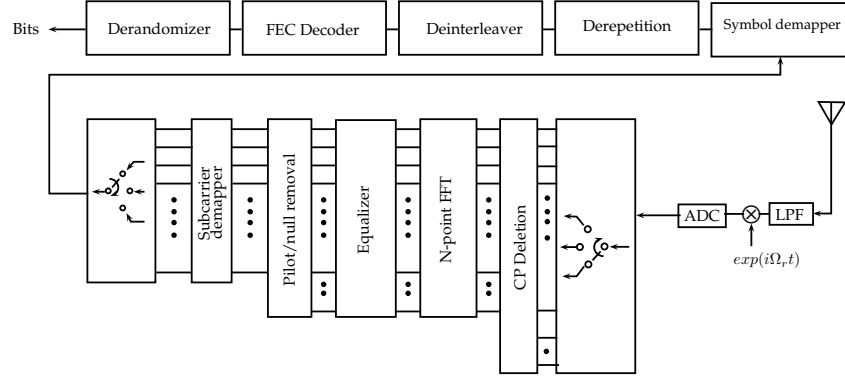 Bits
Derandomizer
FEC Decoder
Deinterleaver
Derepetition
Symbol demapper
Subcarrier
demapper
Pilot/null removal
Equalizer
N-point FFT
CP Deletion
ADC
LPF
exp(iΩ_r t)